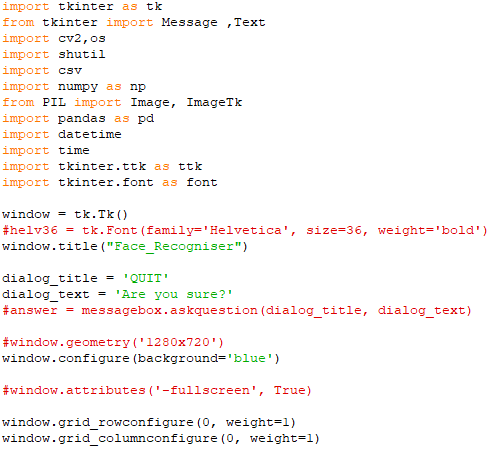 import tkinter as tk
from tkinter import Message ,Text
import cv2,os
import shutil
import csv
import numpy as np
from PIL import Image, ImageTk
import pandas as pd
import datetime
import time
import tkinter.ttk as ttk
import tkinter.font as font

window = tk.Tk()
#helv36 = tk.Font(family='Helvetica', size=36, weight='bold')
window.title("Face_Recogniser")

dialog_title = 'QUIT'
dialog_text = 'Are you sure?'
#answer = messagebox.askquestion(dialog_title, dialog_text)

#window.geometry('1280x720')
window.configure(background='blue')

#window.attributes('-fullscreen', True)

window.grid_rowconfigure(0, weight=1)
window.grid_columnconfigure(0, weight=1)